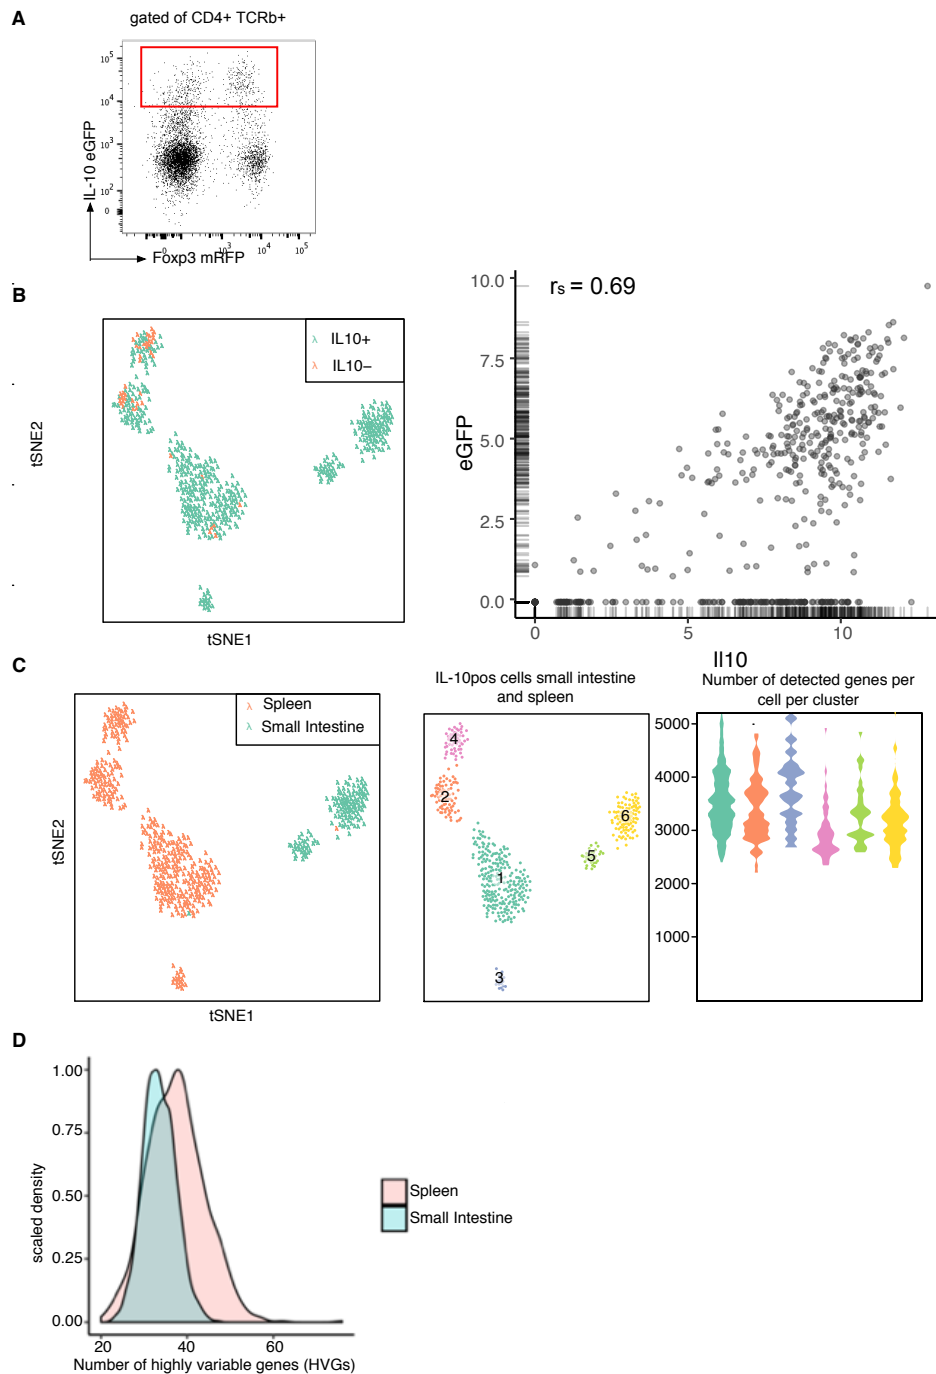 A
gated of CD4+ TCRb+
10^5
10^4
10^3
10^2
0
IL-10 eGFP
0
10^3
10^4
10^5
Foxp3 mRFP
B
IL10+
IL10−
tSNE2
tSNE1
rs = 0.69
10.0
7.5
5.0
2.5
0.0
eGFP
0
5
10
Il10
C
Spleen
Small Intestine
tSNE2
tSNE1
IL-10pos cells small intestine
and spleen
4
2
6
5
1
3
Number of detected genes per
cell per cluster
5000
4000
3000
2000
1000
D
1.00
0.75
0.50
0.25
0.00
scaled density
20
40
60
Number of highly variable genes (HVGs)
Spleen
Small Intestine